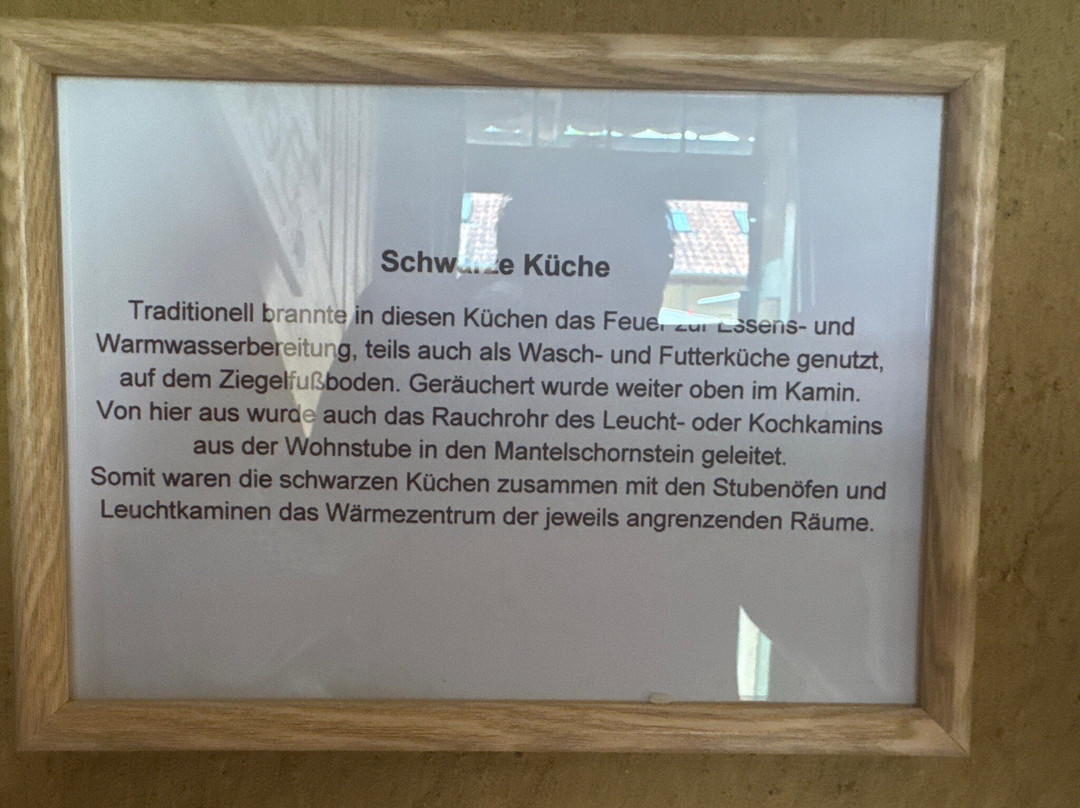 Schwarze Küche
Traditionell brannte in diesen Küchen das Feuer zur Essens- und
Warmwasserbereitung, teils auch als Wasch- und Futterküche genutzt,
auf dem Ziegelfußboden. Geräuchert wurde weiter oben im Kamin.
Von hier aus wurde auch das Rauchrohr des Leucht- oder Kochkamins
aus der Wohnstube in den Mantelschornstein geleitet.
Somit waren die schwarzen Küchen zusammen mit den Stubenöfen und
Leuchtkaminen das Wärmezentrum der jeweils angrenzenden Räume.